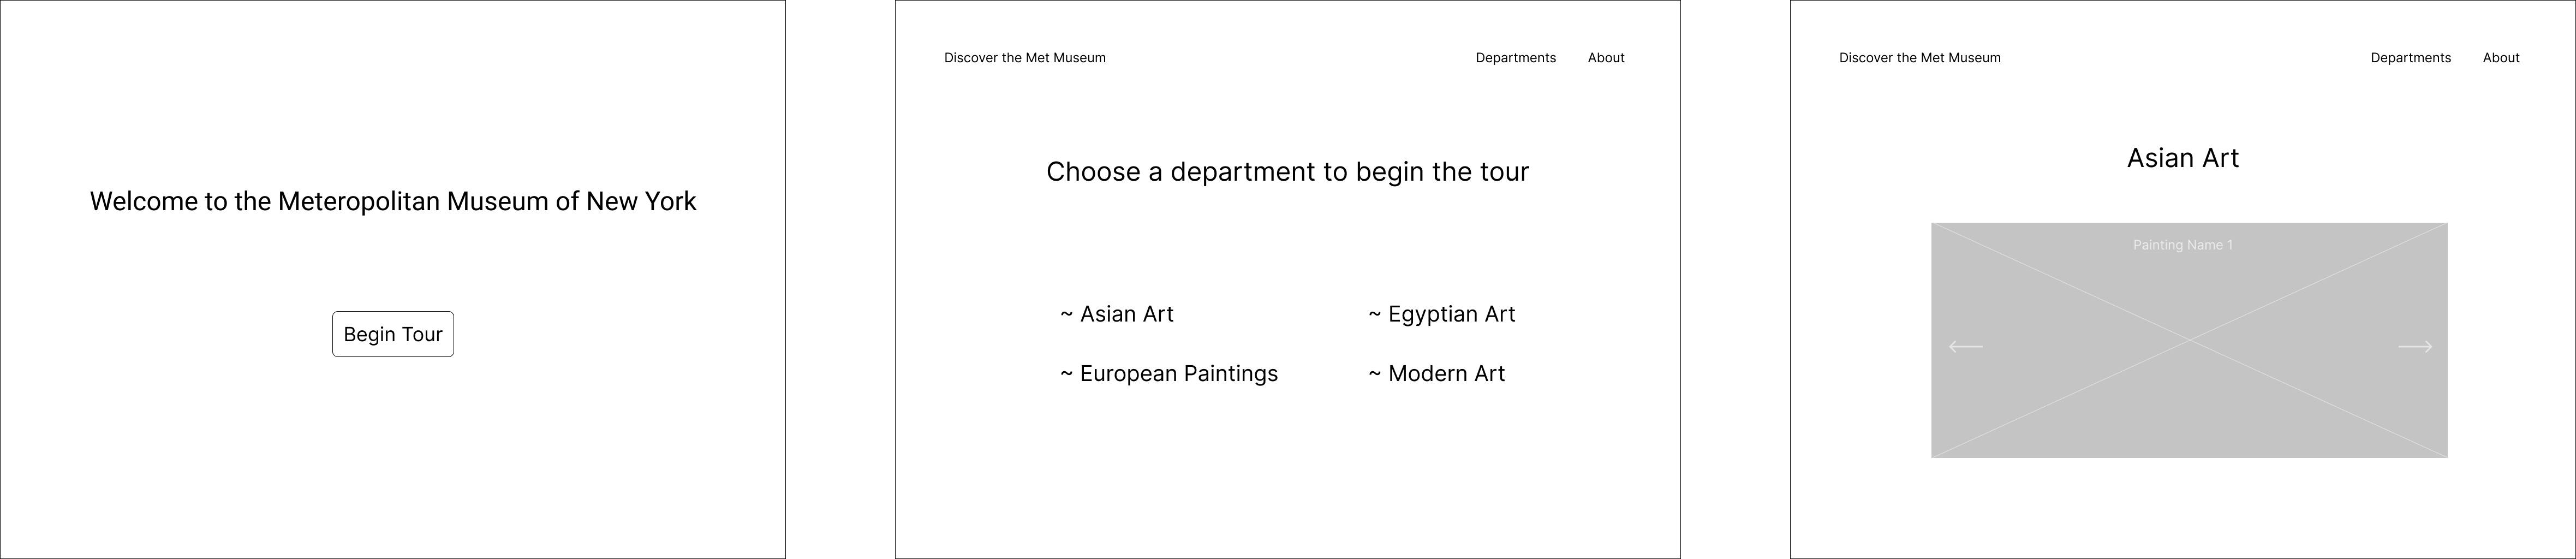 Welcome to the Meteropolitan Museum of New York
Begin Tour
Discover the Met Museum
Departments
About
Choose a department to begin the tour
~ Asian Art
~ Egyptian Art
~ European Paintings
~ Modern Art
Discover the Met Museum
Departments
About
Asian Art
Painting Name 1